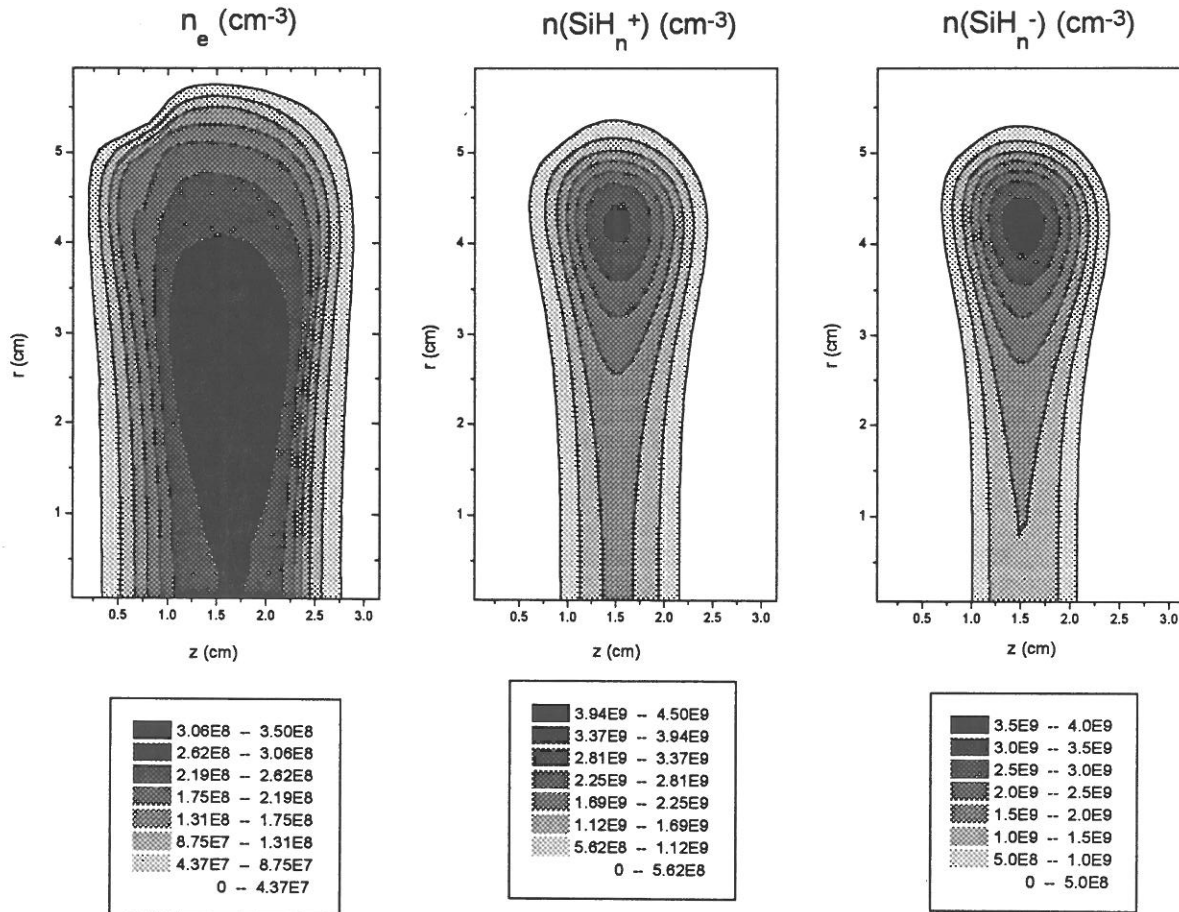 n_e (cm-3)
n(SiH_n^+) (cm-3)
n(SiH_n^-) (cm-3)
r (cm)
5
4
3
2
1
0.5 1.0 1.5 2.0 2.5 3.0
z (cm)
r (cm)
5
4
3
2
1
0.5 1.0 1.5 2.0 2.5 3.0
z (cm)
r (cm)
5
4
3
2
1
0.5 1.0 1.5 2.0 2.5 3.0
z (cm)
3.06E8 -- 3.50E8
2.62E8 -- 3.06E8
2.19E8 -- 2.62E8
1.75E8 -- 2.19E8
1.31E8 -- 1.75E8
8.75E7 -- 1.31E8
4.37E7 -- 8.75E7
0 -- 4.37E7
3.94E9 -- 4.50E9
3.37E9 -- 3.94E9
2.81E9 -- 3.37E9
2.25E9 -- 2.81E9
1.69E9 -- 2.25E9
1.12E9 -- 1.69E9
5.62E8 -- 1.12E9
0 -- 5.62E8
3.5E9 -- 4.0E9
3.0E9 -- 3.5E9
2.5E9 -- 3.0E9
2.0E9 -- 2.5E9
1.5E9 -- 2.0E9
1.0E9 -- 1.5E9
5.0E8 -- 1.0E9
0 -- 5.0E8